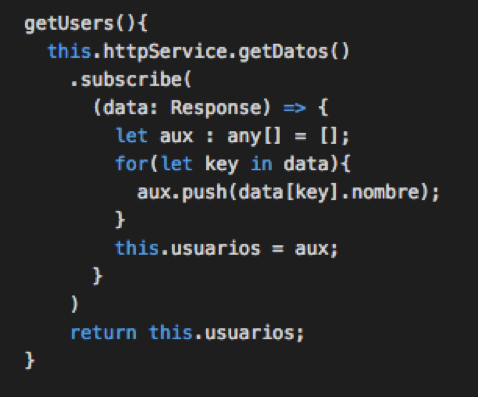 getUsers(){
  this.httpService.getDatos()
    .subscribe(
      (data: Response) => {
        let aux : any[] = [];
        for(let key in data){
          aux.push(data[key].nombre);
        }
        this.usuarios = aux;
      }
    )
    return this.usuarios;
}